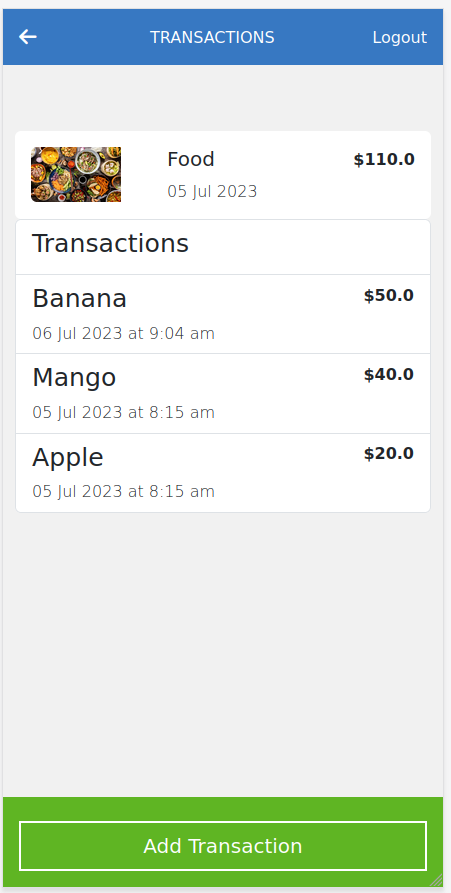 TRANSACTIONS Logout
Food $110.0
05 Jul 2023
Transactions
Banana $50.0
06 Jul 2023 at 9:04 am
Mango $40.0
05 Jul 2023 at 8:15 am
Apple $20.0
05 Jul 2023 at 8:15 am
Add Transaction